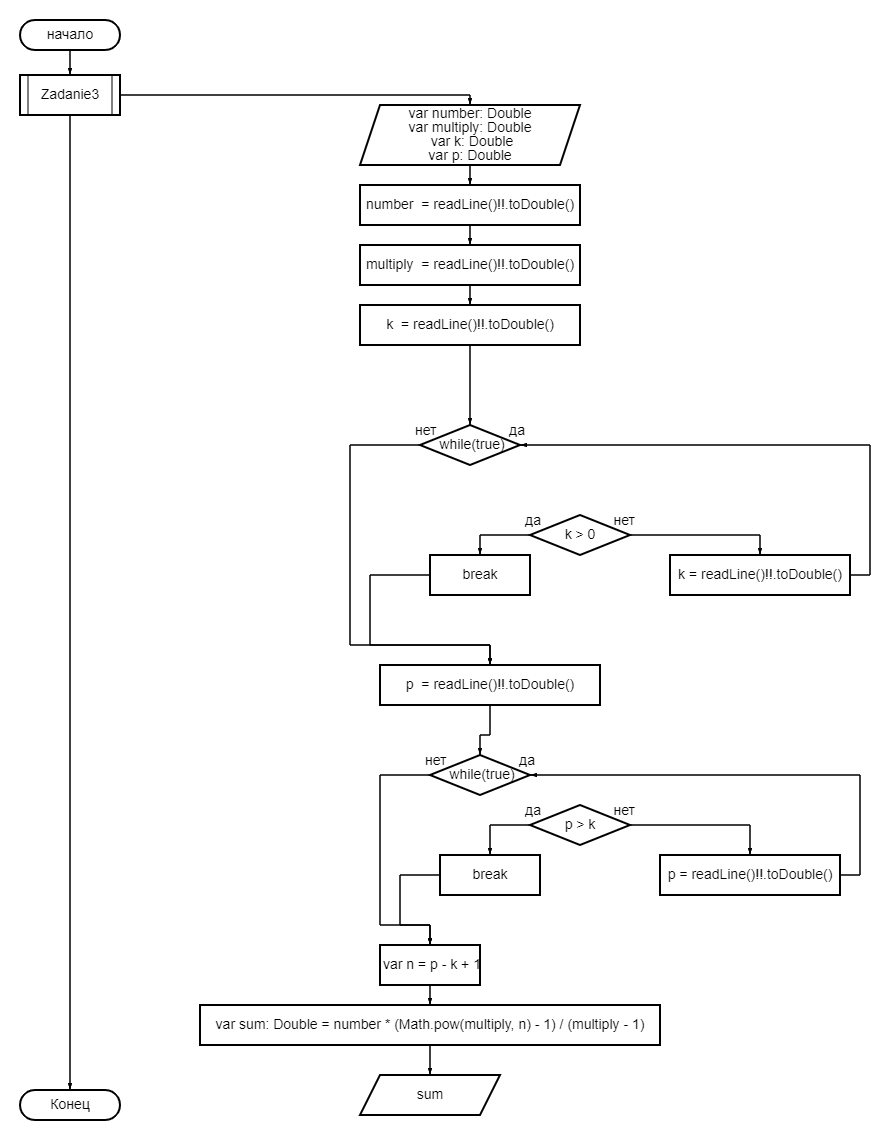 начало
Zadanie3
var number: Double
var multiply: Double
var k: Double
var p: Double
number = readLine()!!.toDouble()
multiply = readLine()!!.toDouble()
k = readLine()!!.toDouble()
нет
да
while(true)
да
нет
k > 0
break
k = readLine()!!.toDouble()
p = readLine()!!.toDouble()
нет
да
while(true)
да
нет
p > k
break
p = readLine()!!.toDouble()
var n = p - k + 1
var sum: Double = number * (Math.pow(multiply, n) - 1) / (multiply - 1)
sum
Конец